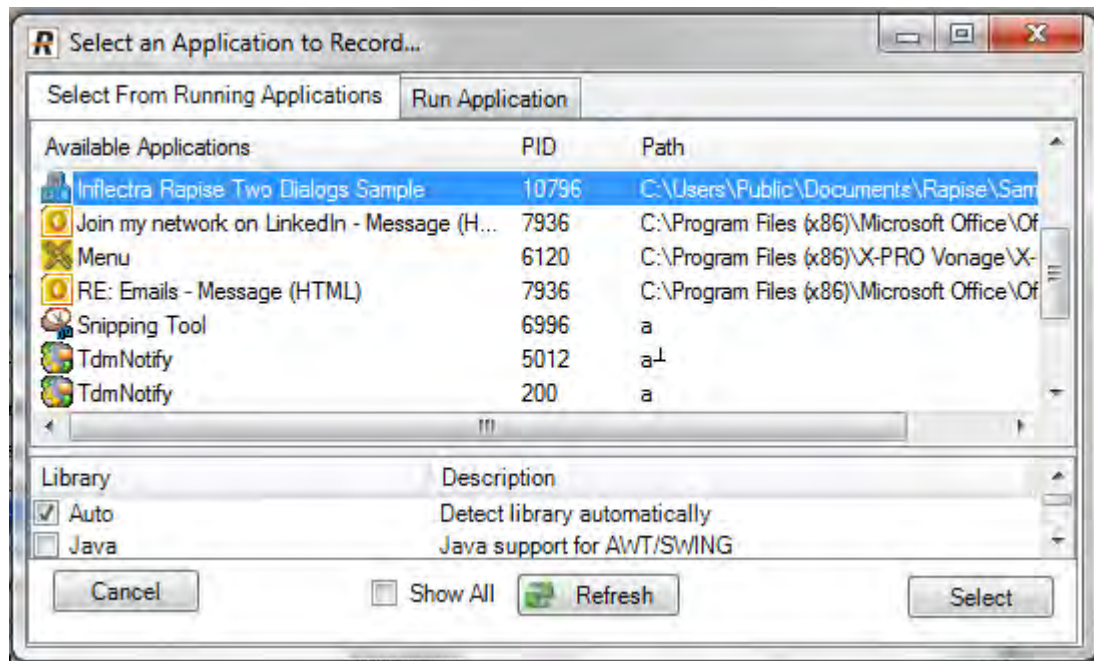 R Select an Application to Record...
Select From Running Applications Run Application
Available Applications PID Path
Inflectra Rapise Two Dialogs Sample 10796 C:\Users\Public\Documents\Rapise\Sam
Join my network on LinkedIn - Message (H... 7936 C:\Program Files (x86)\Microsoft Office\Of
Menu 6120 C:\Program Files (x86)\X-PRO Vonage\X-
RE: Emails - Message (HTML) 7936 C:\Program Files (x86)\Microsoft Office\Of
Snipping Tool 6996 a
TdmNotify 5012 a┴
TdmNotify 200 a
Library Description
Auto Detect library automatically
Java Java support for AWT/SWING
Cancel Show All Refresh Select